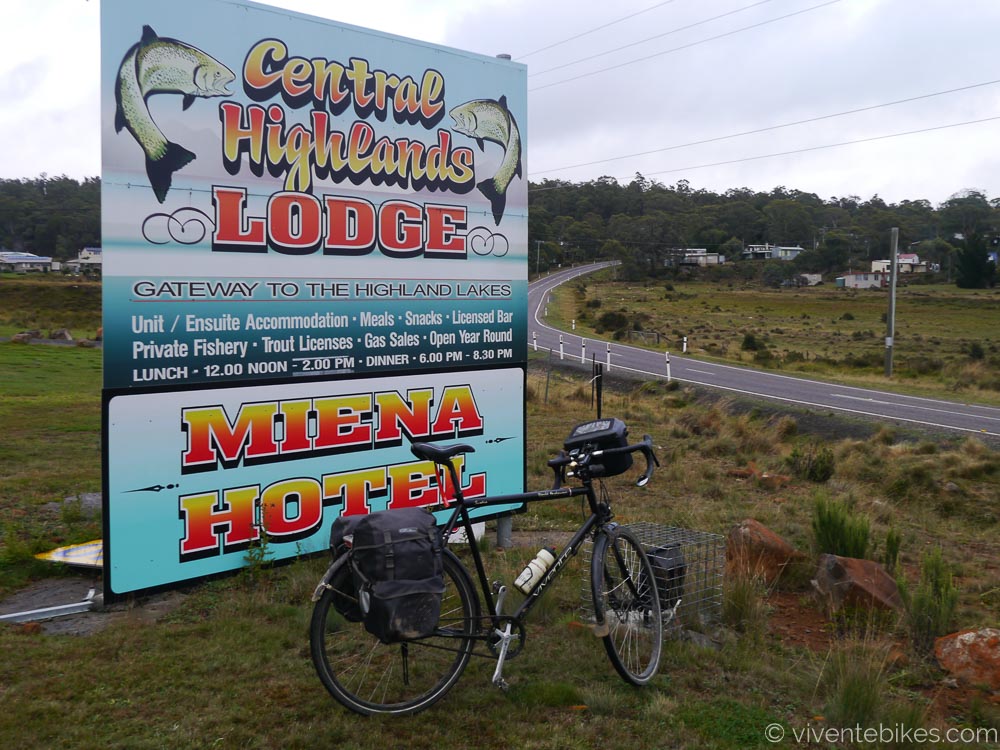 Central
Highlands
LODGE
GATEWAY TO THE HIGHLAND LAKES
Unit / Ensuite Accommodation • Meals • Snacks • Licensed Bar
Private Fishery • Trout Licenses • Gas Sales • Open Year Round
LUNCH • 12.00 NOON - 2.00 PM • DINNER • 6.00 PM - 8.30 PM
MIENA
HOTEL
VIVENTE
© viventebikes.com